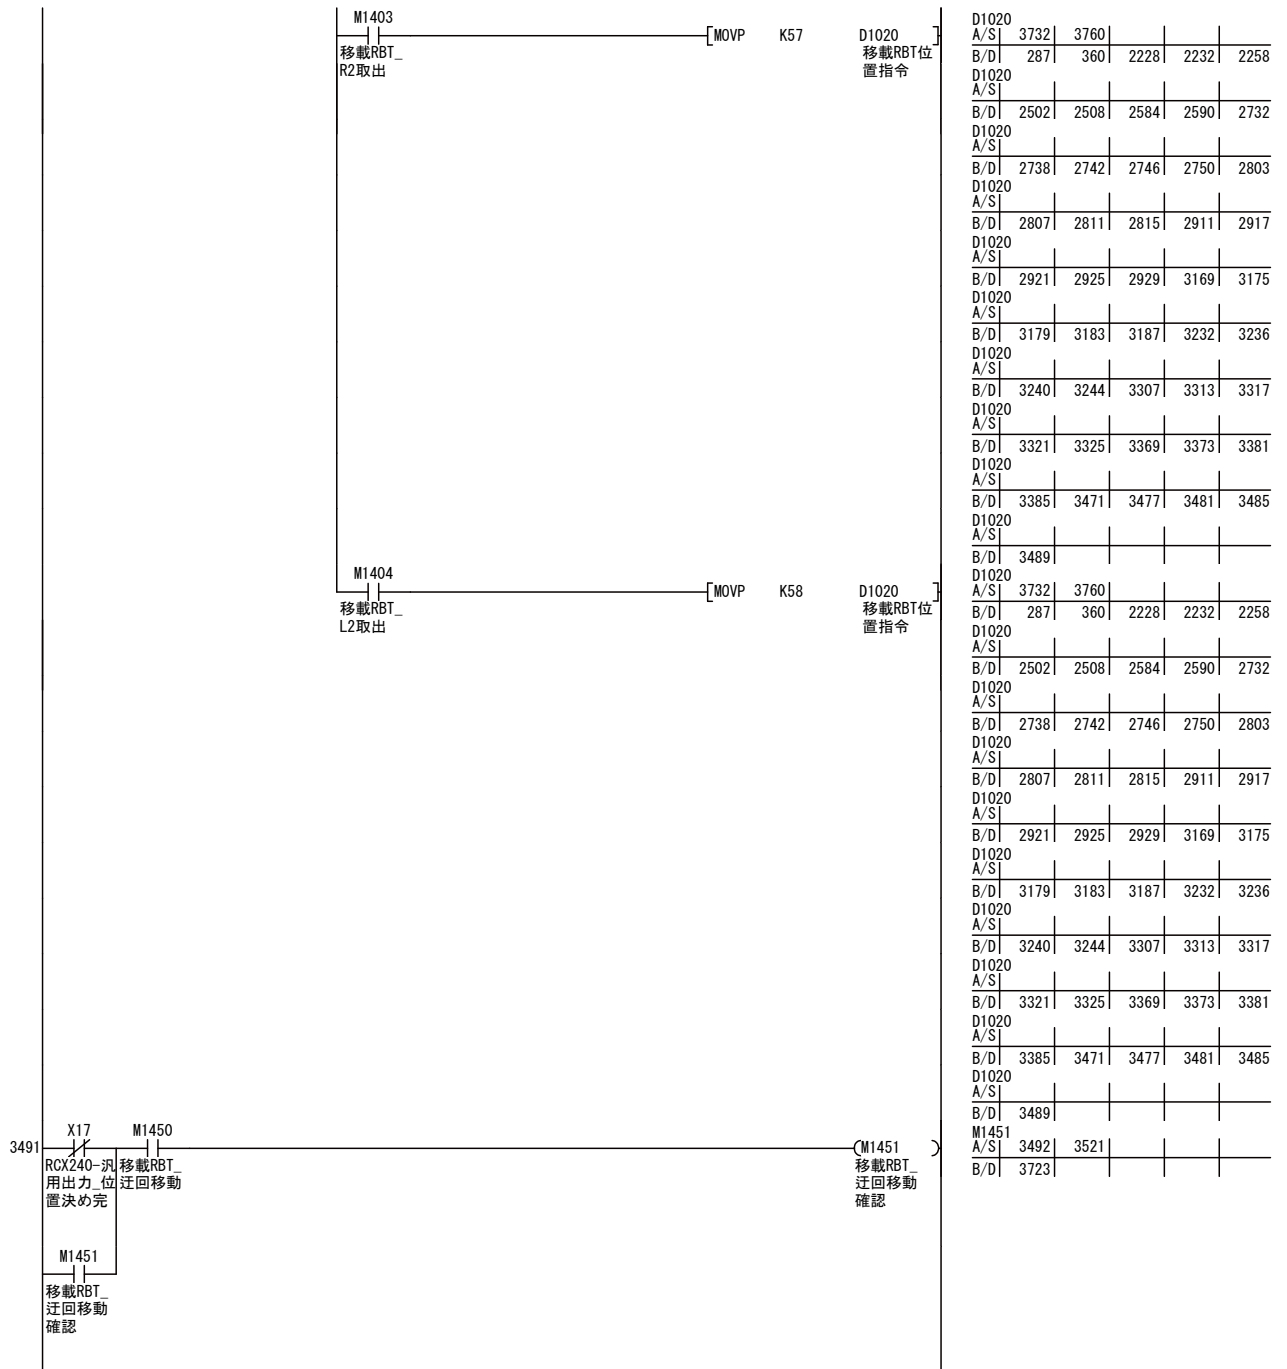 M1403
[MOVP K57 D1020 ]
移載RBT_
R2取出
移載RBT位
置指令
D1020
A/S 3732 3760
B/D 287 360 2228 2232 2258
D1020
A/S
B/D 2502 2508 2584 2590 2732
D1020
A/S
B/D 2738 2742 2746 2750 2803
D1020
A/S
B/D 2807 2811 2815 2911 2917
D1020
A/S
B/D 2921 2925 2929 3169 3175
D1020
A/S
B/D 3179 3183 3187 3232 3236
D1020
A/S
B/D 3240 3244 3307 3313 3317
D1020
A/S
B/D 3321 3325 3369 3373 3381
D1020
A/S
B/D 3385 3471 3477 3481 3485
D1020
A/S
B/D 3489
M1404
[MOVP K58 D1020 ]
移載RBT_
L2取出
移載RBT位
置指令
D1020
A/S 3732 3760
B/D 287 360 2228 2232 2258
D1020
A/S
B/D 2502 2508 2584 2590 2732
D1020
A/S
B/D 2738 2742 2746 2750 2803
D1020
A/S
B/D 2807 2811 2815 2911 2917
D1020
A/S
B/D 2921 2925 2929 3169 3175
D1020
A/S
B/D 3179 3183 3187 3232 3236
D1020
A/S
B/D 3240 3244 3307 3313 3317
D1020
A/S
B/D 3321 3325 3369 3373 3381
D1020
A/S
B/D 3385 3471 3477 3481 3485
D1020
A/S
B/D 3489
3491
X17
RCX240-汎
用出力_位
置決め完
M1450
移載RBT_
迂回移動
(M1451 )
移載RBT_
迂回移動
確認
M1451
A/S 3492 3521
B/D 3723
M1451
移載RBT_
迂回移動
確認